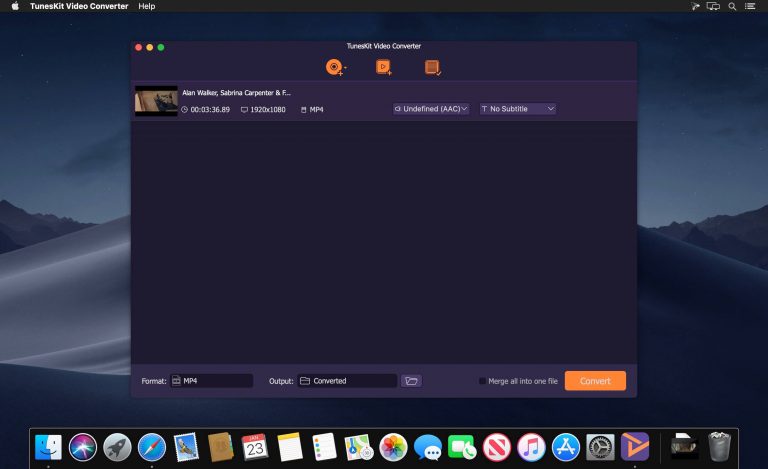 TunesKit Video Converter Help
TunesKit Video Converter
Alan Walker, Sabrina Carpenter & F...
00:03:36.89 1920x1080 MP4 Undefined (AAC) No Subtitle
Format: MP4 Output: Converted Merge all into one file Convert
JAN
23